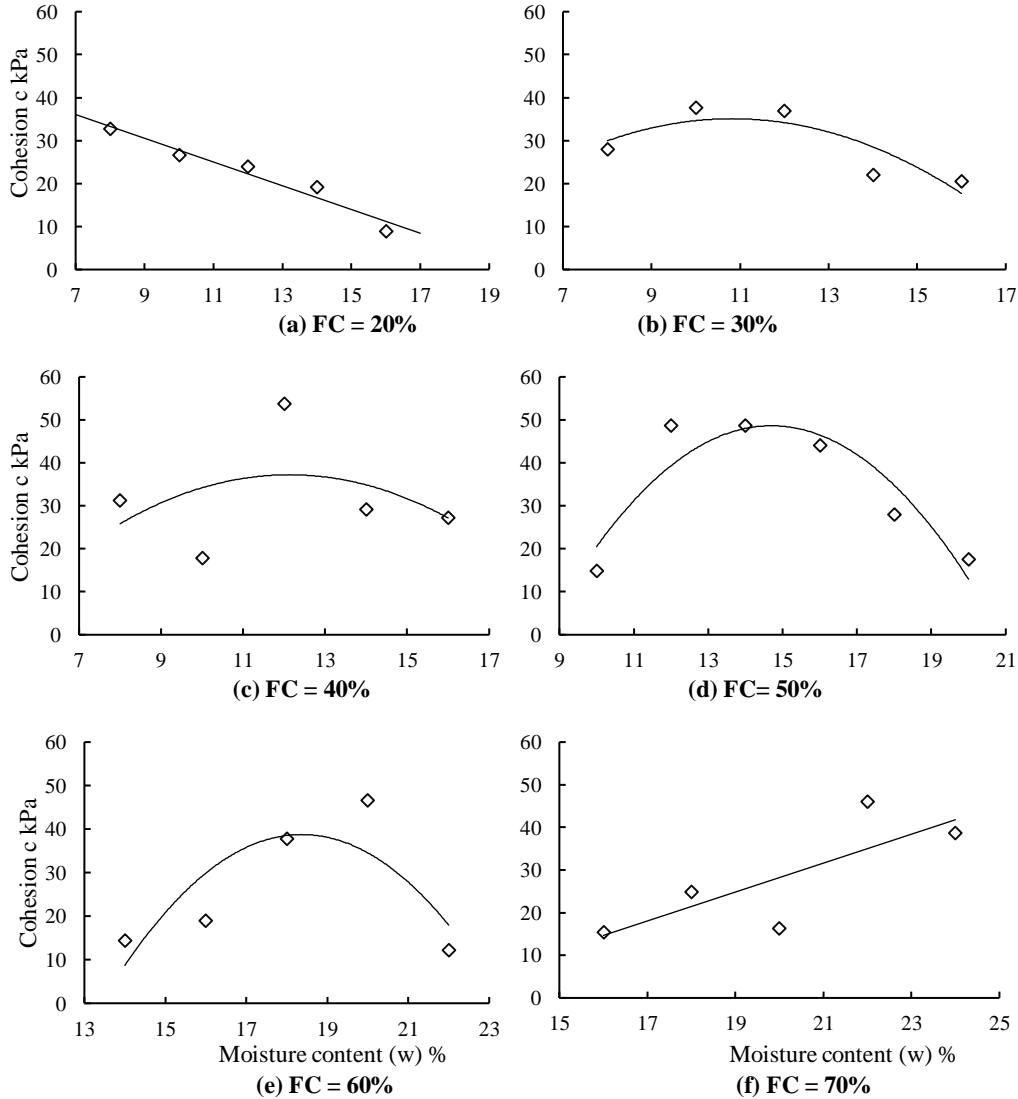 60
50
40
30
20
10
0
Cohesion c kPa
7 9 11 13 15 17 19
(a) FC = 20%
60
50
40
30
20
10
0
7 9 11 13 15 17
(b) FC = 30%
60
50
40
30
20
10
0
Cohesion c kPa
7 9 11 13 15 17
(c) FC = 40%
60
50
40
30
20
10
0
9 11 13 15 17 19 21
(d) FC= 50%
60
50
40
30
20
10
0
Cohesion c kPa
13 15 17 19 21 23
Moisture content (w) %
(e) FC = 60%
60
50
40
30
20
10
0
15 17 19 21 23 25
Moisture content (w) %
(f) FC = 70%